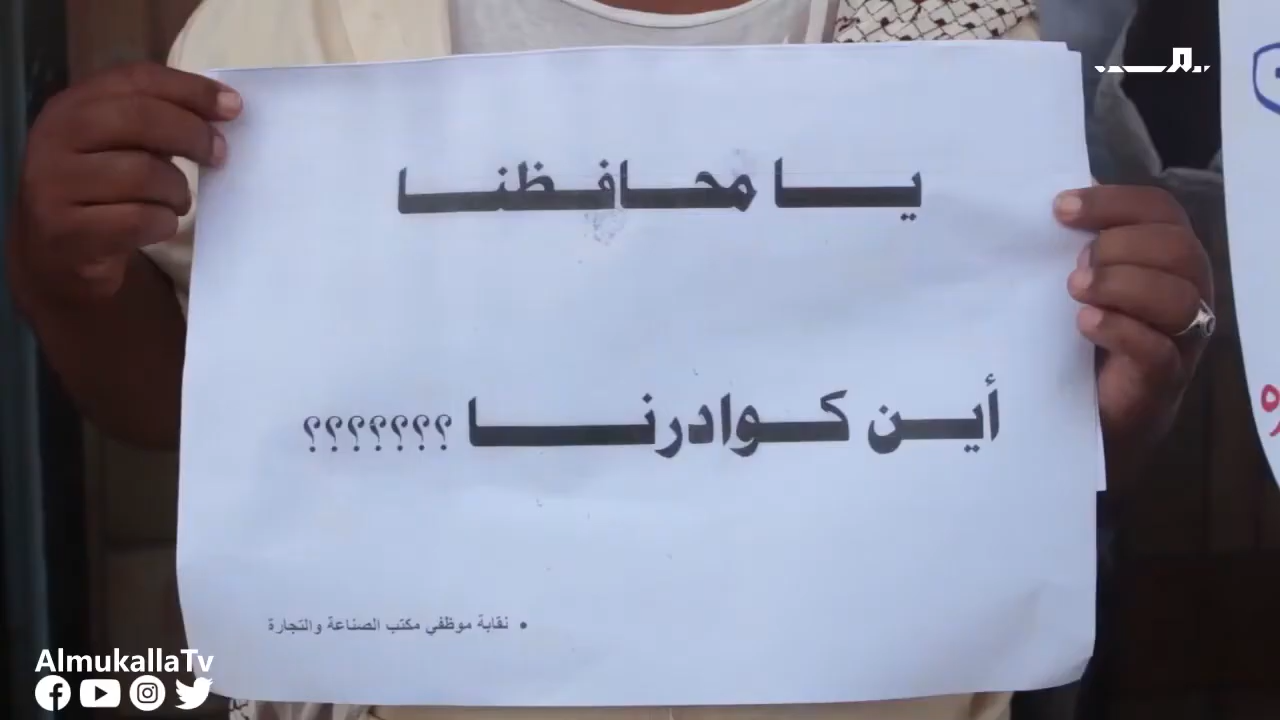 يا محافظنا
أين كوادرنا ؟؟؟؟؟؟؟
• نقابة موظفي مكتب الصناعة والتجارة
AlmukallaTv